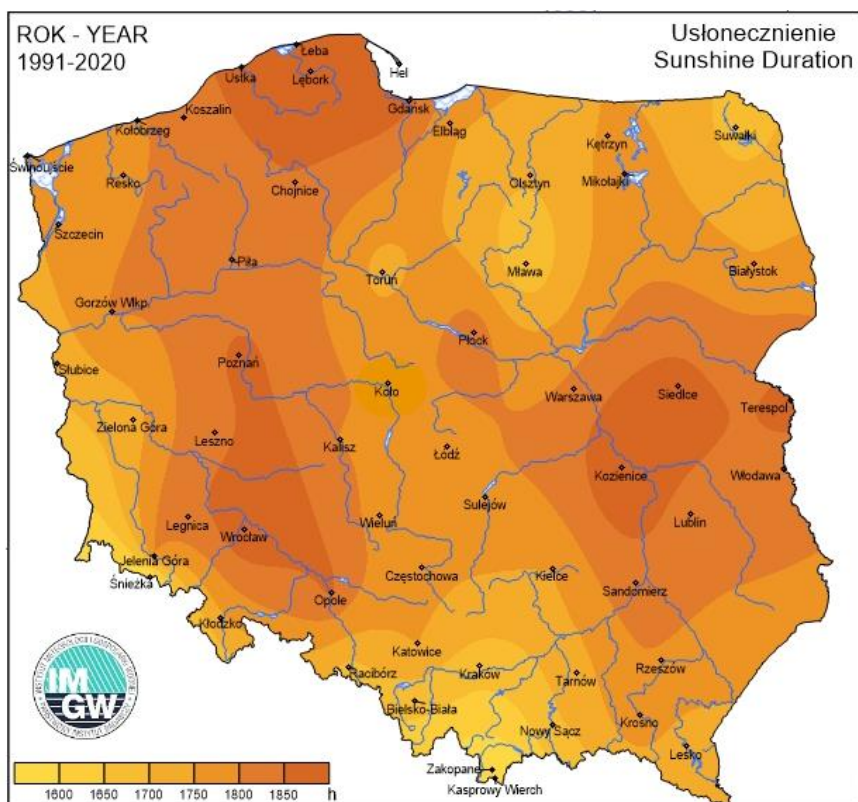 ROK - YEAR
1991-2020
Usłonecznienie
Sunshine Duration
Łeba
Hel
Ustka
Lębork
Gdańsk
Koszalin
Kołobrzeg
Elbląg
Kętrzyn
Suwałki
Świnoujście
Resko
Chojnice
Olsztyn
Mikołajki
Szczecin
Piła
Toruń
Mława
Białystok
Gorzów Wlkp.
Płock
Słubice
Poznań
Koło
Warszawa
Siedlce
Terespol
Zielona Góra
Leszno
Kalisz
Łódź
Kozienice
Włodawa
Sulejów
Legnica
Wrocław
Wieluń
Lublin
Jelenia Góra
Śnieżka
Częstochowa
Kielce
Sandomierz
Opole
Kłodzko
Katowice
Racibórz
Kraków
Tarnów
Rzeszów
Bielsko-Biała
Nowy Sącz
Krosno
Lesko
Zakopane
Kasprowy Wierch
IM
GW
1600 1650 1700 1750 1800 1850 h